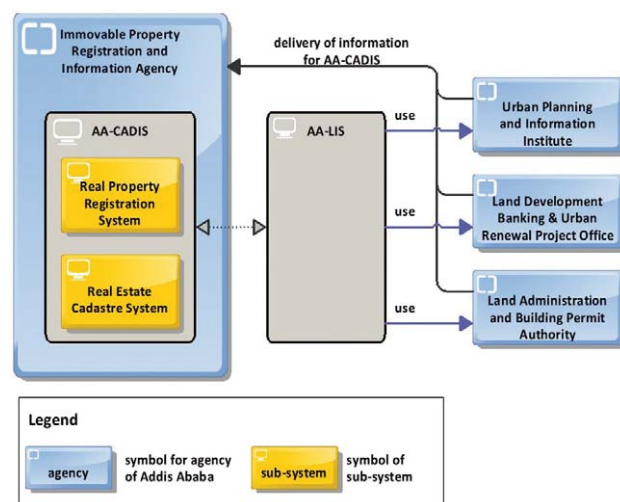 Immovable Property
Registration and
Information Agency
delivery of information
for AA-CADIS
AA-CADIS
Real Property
Registration
System
Real Estate
Cadastre System
AA-LIS
use
Urban Planning
and Information
Institute
use
Land Development
Banking & Urban
Renewal Project Office
use
Land Administration
and Building Permit
Authority
Legend
agency
symbol for agency
of Addis Ababa
sub-system
symbol of
sub-system